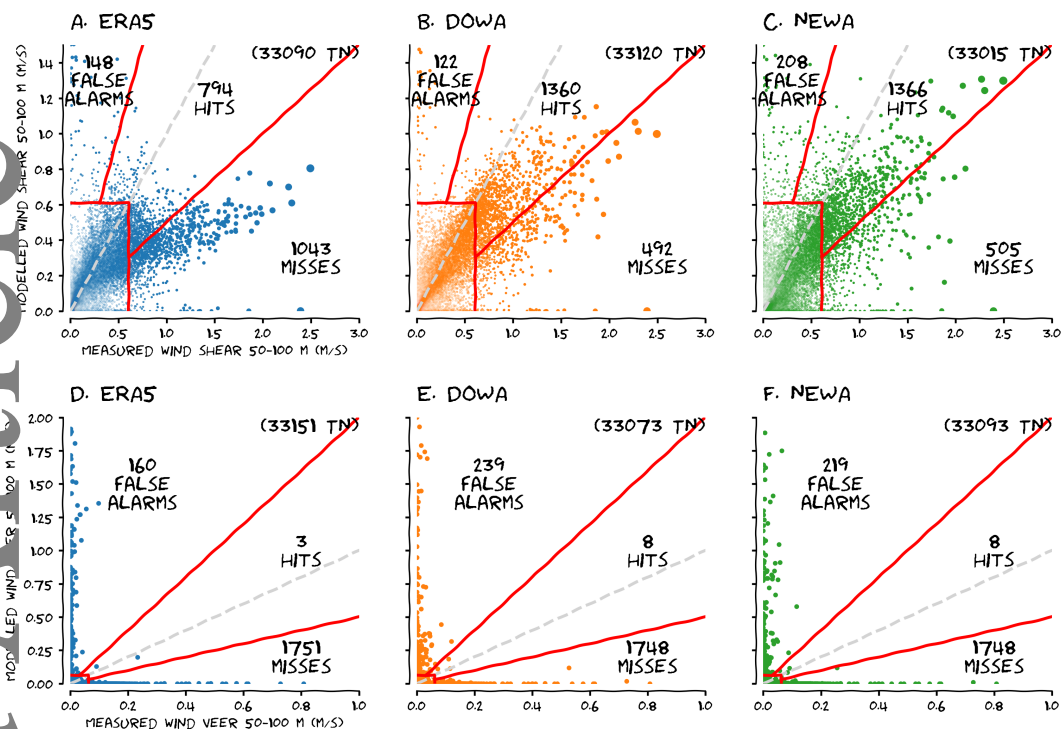 A. ERA5
B. DOWA
C. NEWA
148
FALSE
ALARMS
794
HITS
(33090 TN)
1043
MISSES
122
FALSE
ALARMS
1360
HITS
(33120 TN)
492
MISSES
208
FALSE
ALARMS
1366
HITS
(33015 TN)
505
MISSES
MODELLED WIND SHEAR 50-100 M (M/S)
1.4
1.2
1.0
0.8
0.6
0.4
0.2
0.0
0.0 0.5 1.0 1.5 2.0 2.5 3.0
0.0 0.5 1.0 1.5 2.0 2.5 3.0
0.0 0.5 1.0 1.5 2.0 2.5 3.0
MEASURED WIND SHEAR 50-100 M (M/S)
D. ERA5
E. DOWA
F. NEWA
(33151 TN)
160
FALSE
ALARMS
3
HITS
1751
MISSES
(33073 TN)
239
FALSE
ALARMS
8
HITS
1748
MISSES
(33093 TN)
219
FALSE
ALARMS
8
HITS
1748
MISSES
2.00
1.75
1.50
1.25
1.00
0.75
0.50
0.25
0.00
0.0 0.2 0.4 0.6 0.8 1.0
0.0 0.2 0.4 0.6 0.8 1.0
0.0 0.2 0.4 0.6 0.8 1.0
MEASURED WIND VEER 50-100 M (M/S)